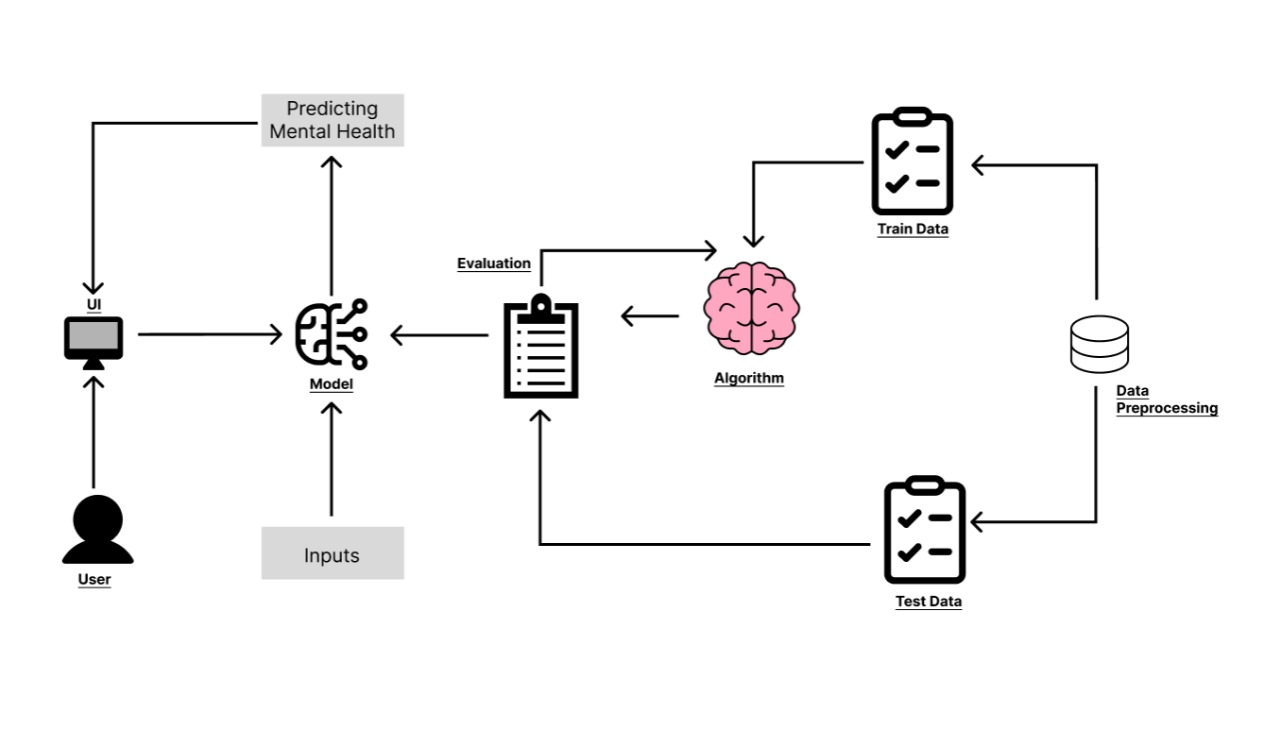 Predicting
Mental Health
Train Data
Evaluation
UI
Algorithm
Model
Data
Preprocessing
Inputs
User
Test Data